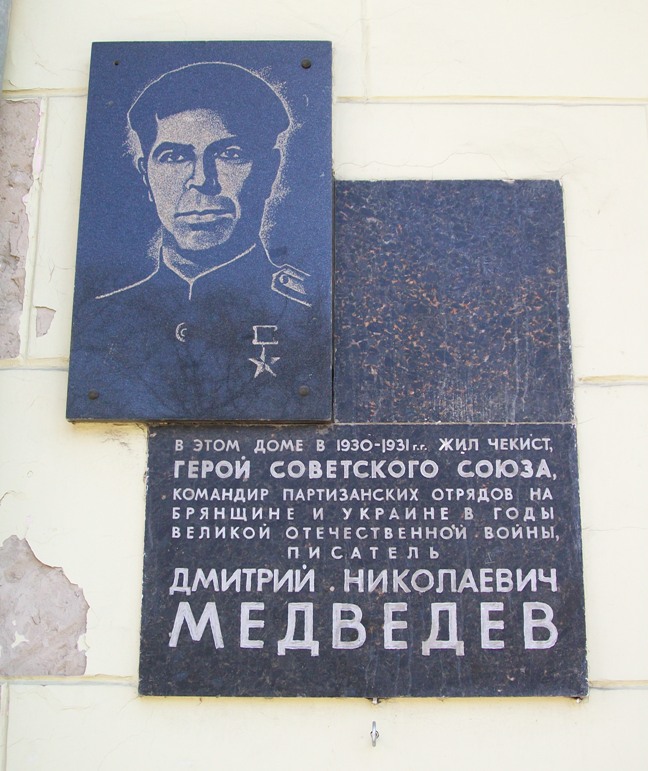 В ЭТОМ ДОМЕ В 1930-1931 г.г. ЖИЛ ЧЕКИСТ,
ГЕРОЙ СОВЕТСКОГО СОЮЗА,
КОМАНДИР ПАРТИЗАНСКИХ ОТРЯДОВ НА
БРЯНЩИНЕ И УКРАИНЕ В ГОДЫ
ВЕЛИКОЙ ОТЕЧЕСТВЕННОЙ ВОЙНЫ,
ПИСАТЕЛЬ
ДМИТРИЙ НИКОЛАЕВИЧ
МЕДВЕДЕВ